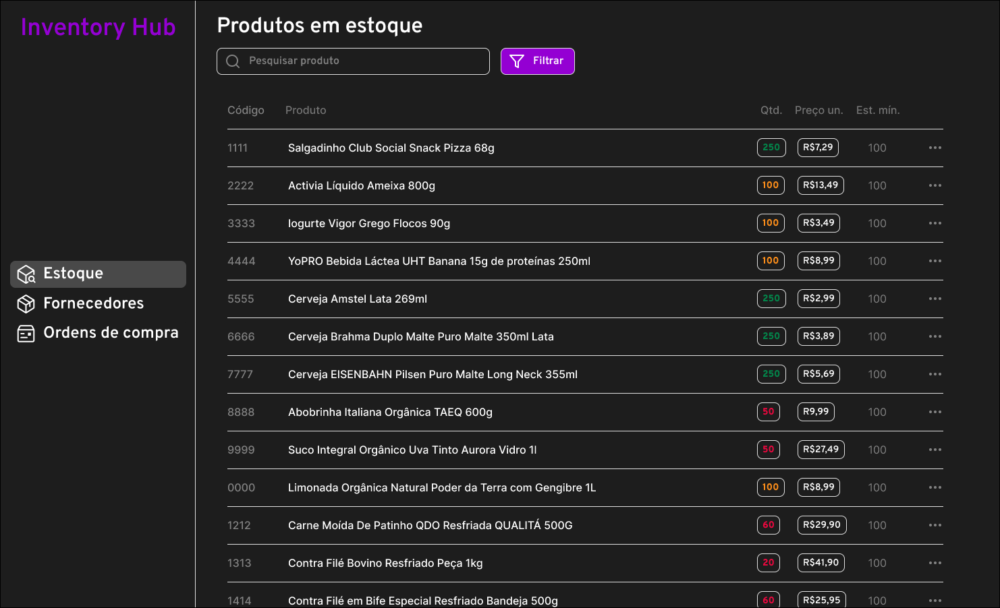 Inventory Hub
Estoque
Fornecedores
Ordens de compra
Produtos em estoque
Pesquisar produto
Filtrar
Código Produto Qtd. Preço un. Est. mín.
1111 Salgadinho Club Social Snack Pizza 68g 250 R$7,29 100
2222 Activia Líquido Ameixa 800g 100 R$13,49 100
3333 Iogurte Vigor Grego Flocos 90g 100 R$3,49 100
4444 YoPRO Bebida Láctea UHT Banana 15g de proteínas 250ml 100 R$8,99 100
5555 Cerveja Amstel Lata 269ml 250 R$2,99 100
6666 Cerveja Brahma Duplo Malte Puro Malte 350ml Lata 250 R$3,89 100
7777 Cerveja EISENBAHN Pilsen Puro Malte Long Neck 355ml 250 R$5,69 100
8888 Abobrinha Italiana Orgânica TAEQ 600g 50 R9,99 100
9999 Suco Integral Orgânico Uva Tinto Aurora Vidro 1l 50 R$27,49 100
0000 Limonada Orgânica Natural Poder da Terra com Gengibre 1L 100 R$8,99 100
1212 Carne Moída De Patinho QDO Resfriada QUALITÁ 500G 60 R$29,90 100
1313 Contra Filé Bovino Resfriado Peça 1kg 20 R$41,90 100
1414 Contra Filé em Bife Especial Resfriado Bandeja 500g 60 R$25,95 100